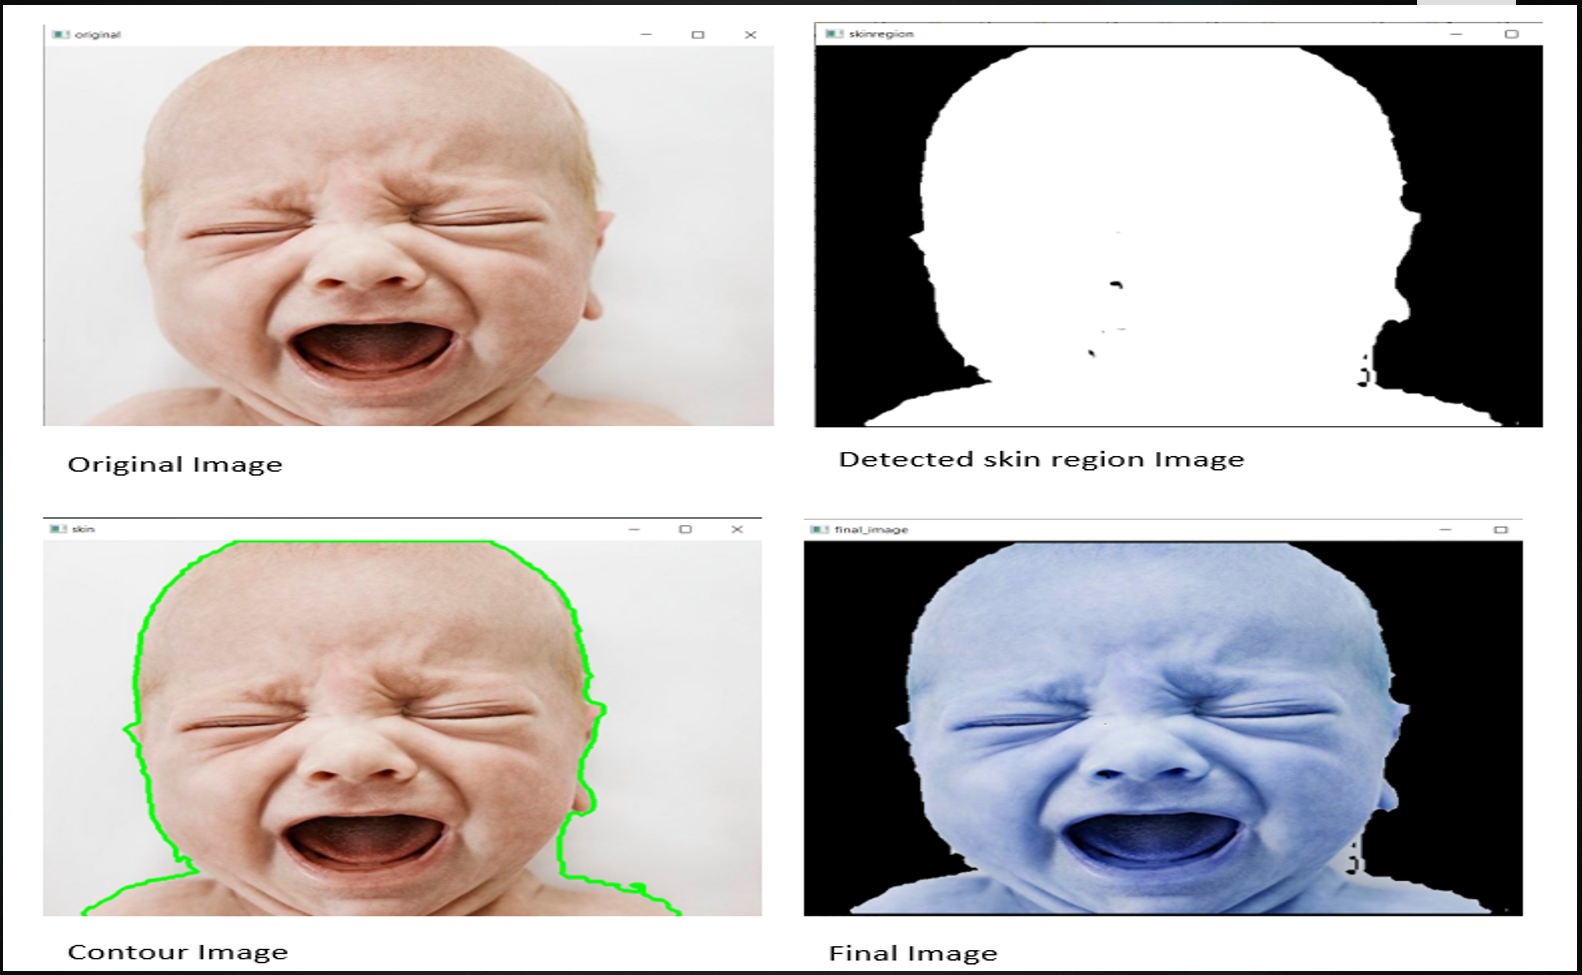 original
skinregion
Original Image
Detected skin region Image
skin
final_image
Contour Image
Final Image